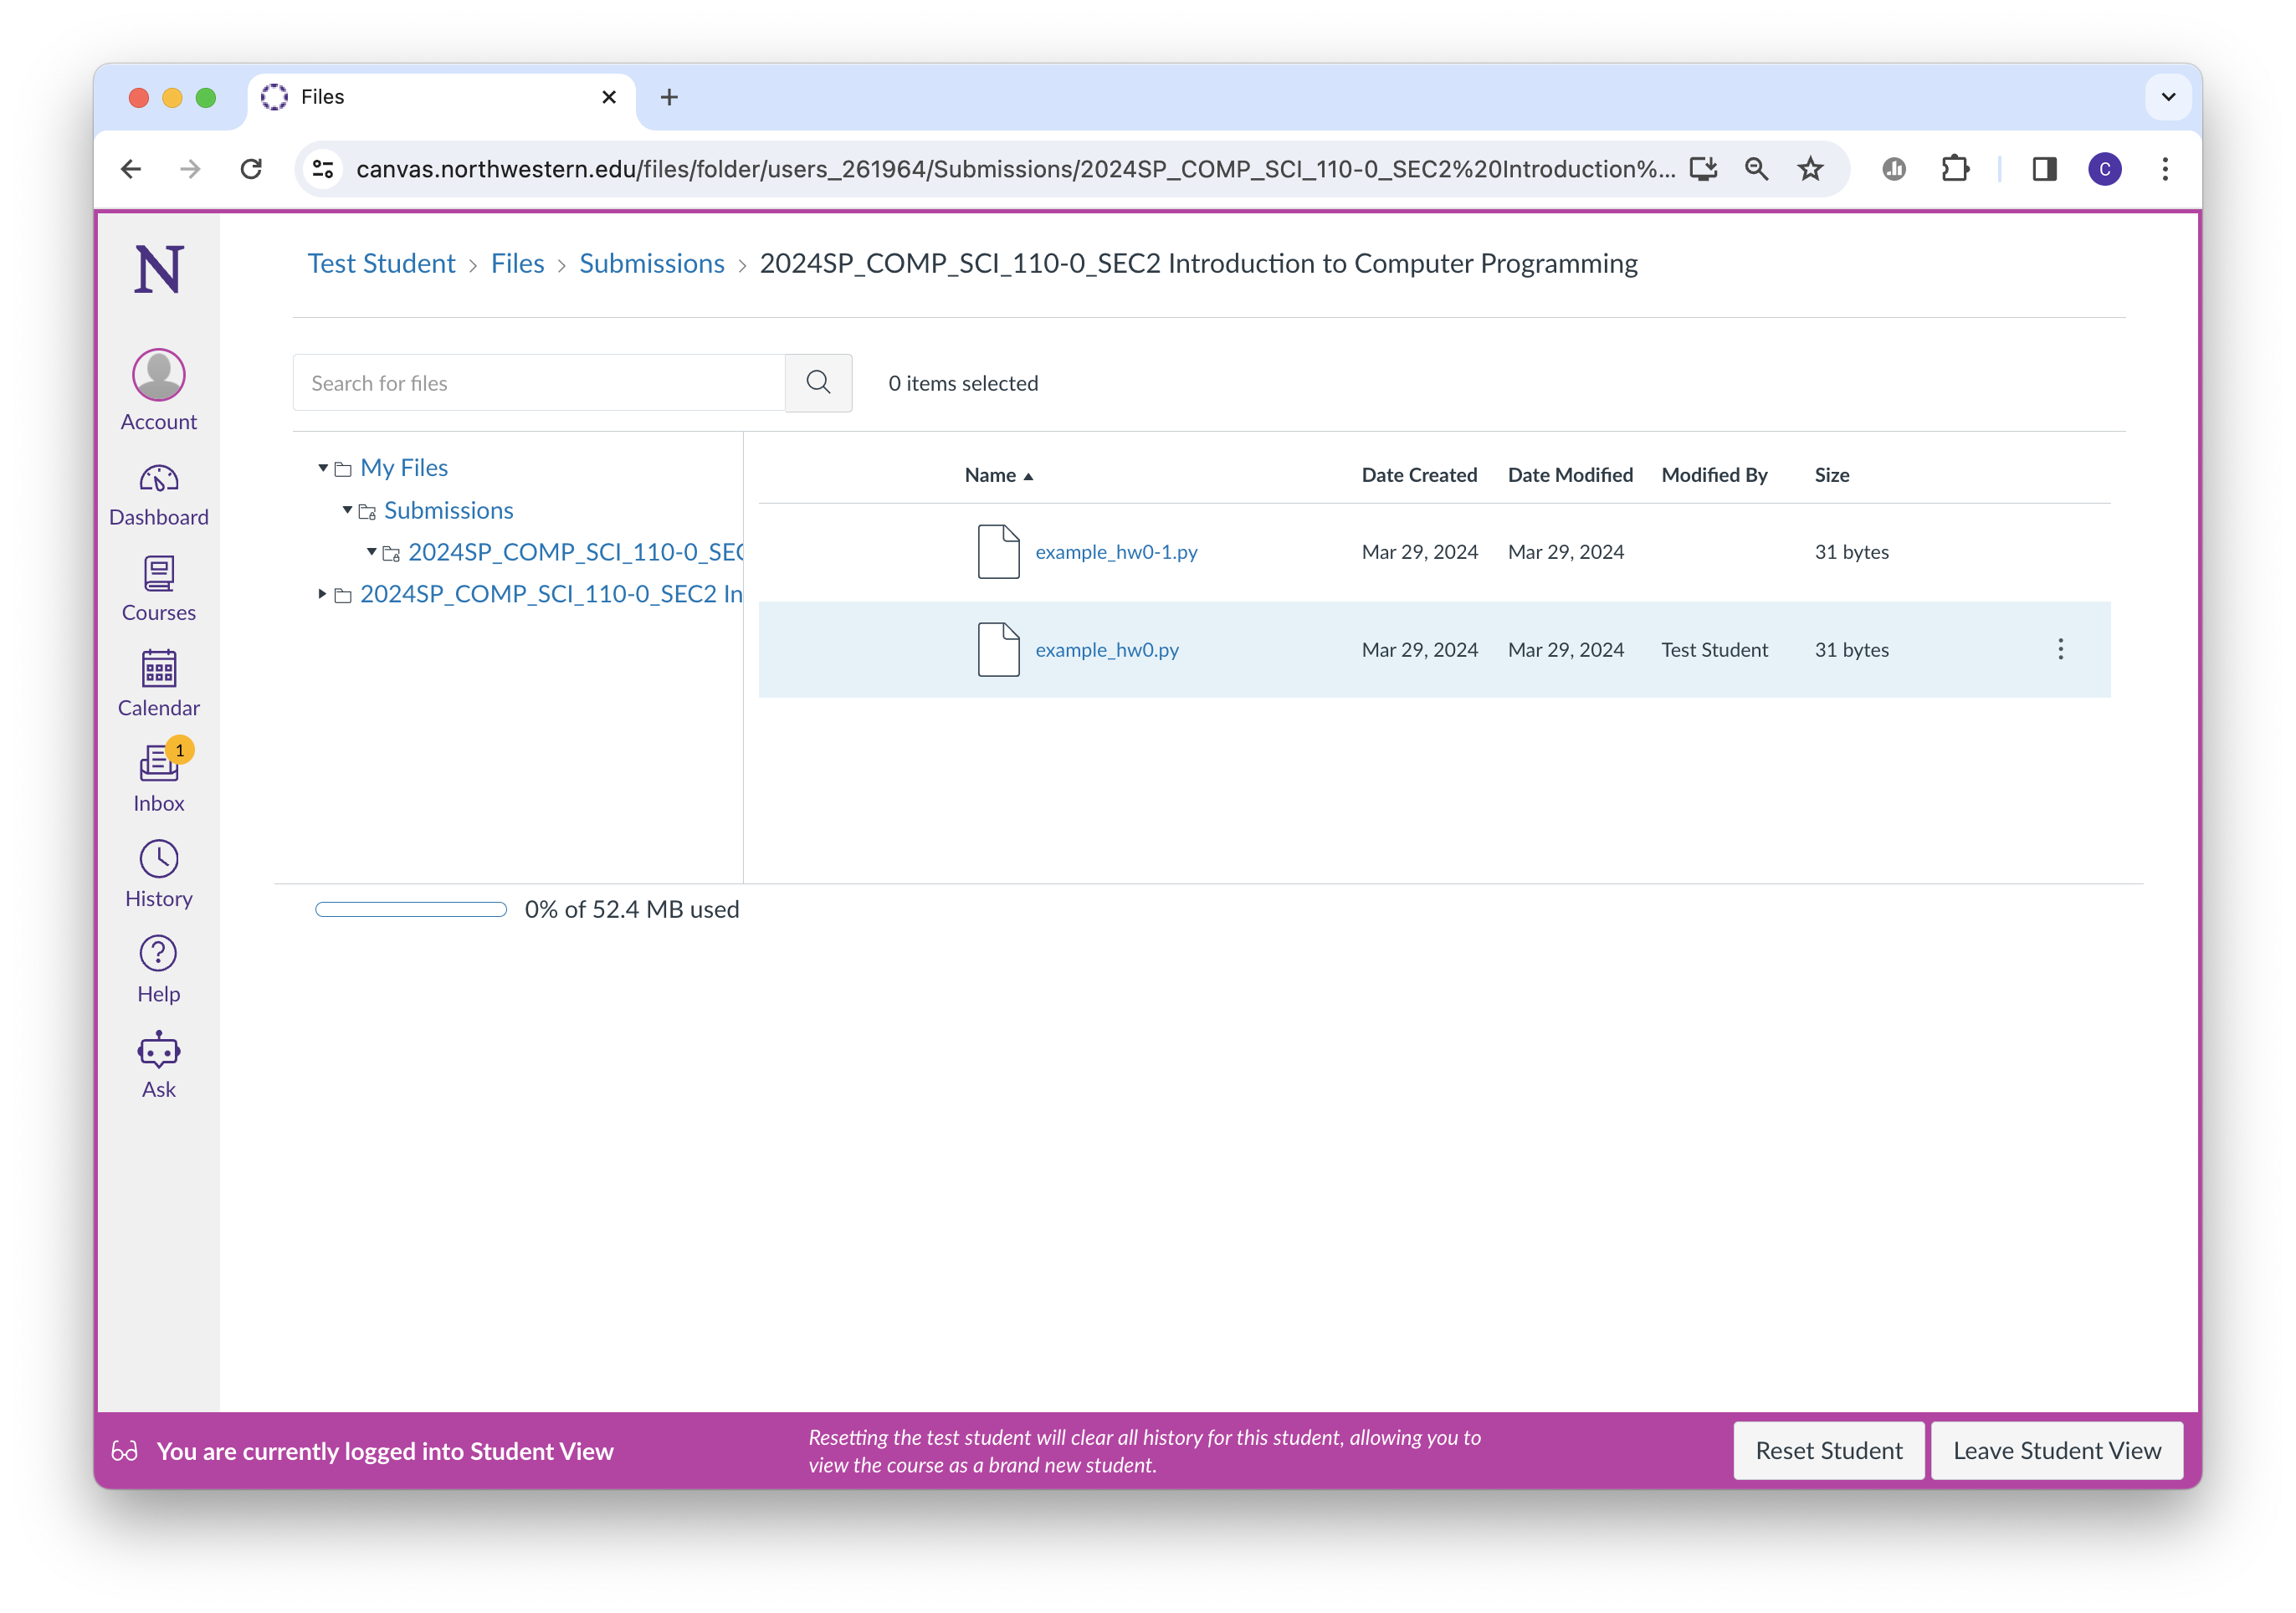 Files
canvas.northwestern.edu/files/folder/users_261964/Submissions/2024SP_COMP_SCI_110-0_SEC2%20Introduction%...
C
N
Test Student > Files > Submissions > 2024SP_COMP_SCI_110-0_SEC2 Introduction to Computer Programming
Search for files
0 items selected
Account
Dashboard
Courses
Calendar
1
Inbox
History
Help
Ask
My Files
Submissions
2024SP_COMP_SCI_110-0_SEC
2024SP_COMP_SCI_110-0_SEC2 In
Name Date Created Date Modified Modified By Size
example_hw0-1.py Mar 29, 2024 Mar 29, 2024 31 bytes
example_hw0.py Mar 29, 2024 Mar 29, 2024 Test Student 31 bytes
0% of 52.4 MB used
You are currently logged into Student View
Resetting the test student will clear all history for this student, allowing you to
view the course as a brand new student.
Reset Student
Leave Student View